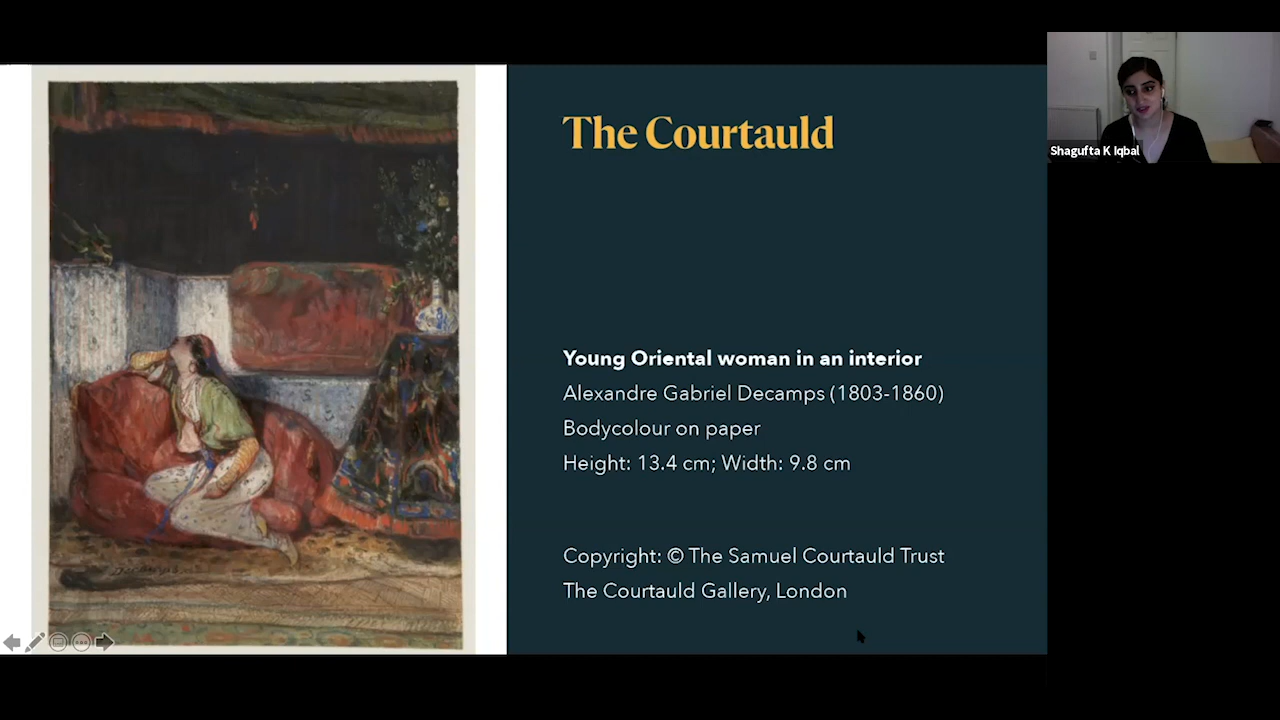 The Courtauld
Young Oriental woman in an interior
Alexandre Gabriel Decamps (1803-1860)
Bodycolour on paper
Height: 13.4 cm; Width: 9.8 cm
Copyright: © The Samuel Courtauld Trust
The Courtauld Gallery, London
Shagufta K Iqbal